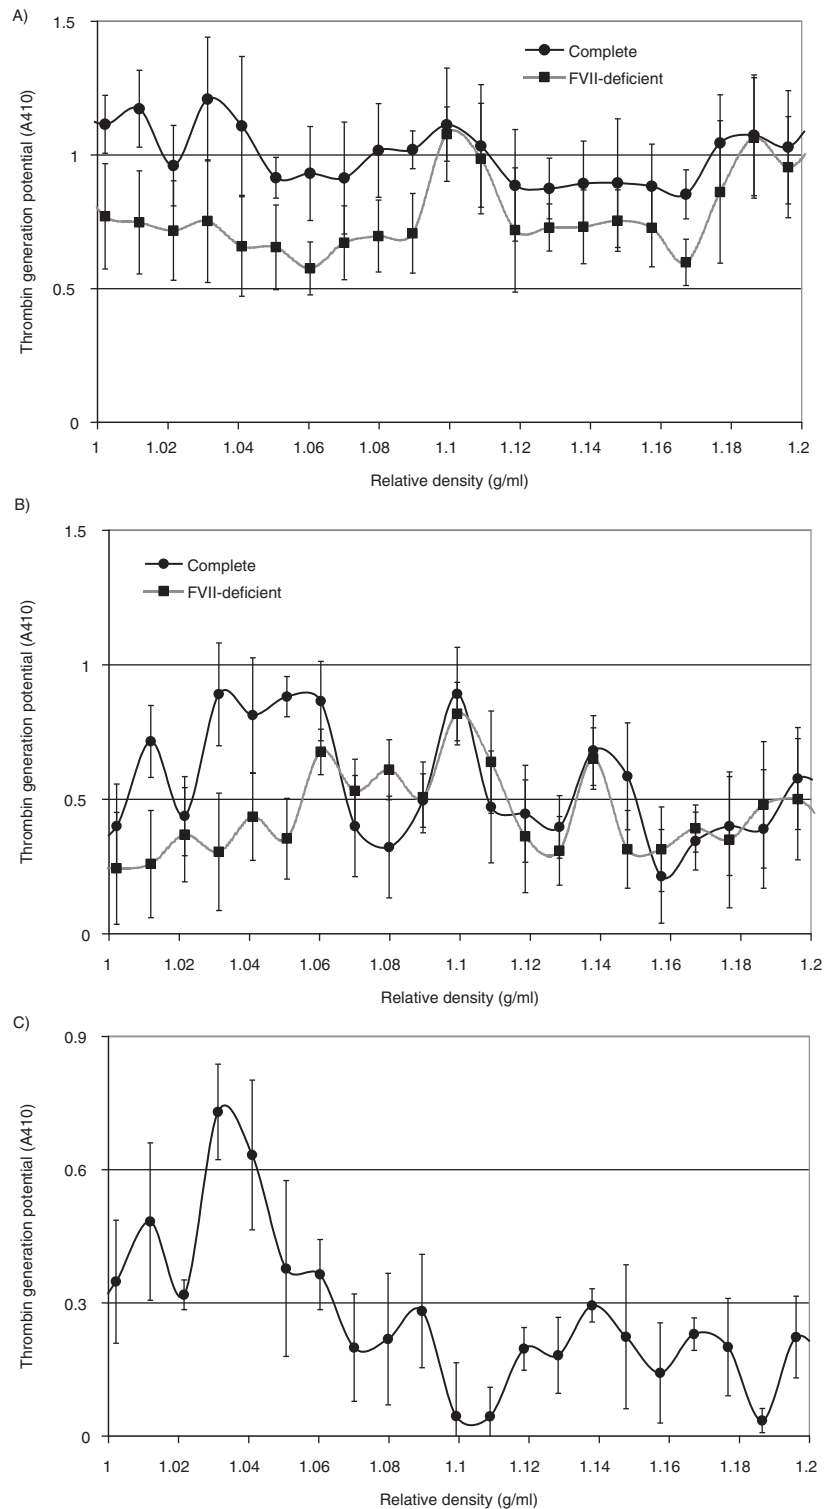 A)
1.5
Complete
FVII-deficient
1
0.5
0
Thrombin generation potential (A410)
1 1.02 1.04 1.06 1.08 1.1 1.12 1.14 1.16 1.18 1.2
Relative density (g/ml)
B)
1.5
Complete
FVII-deficient
1
0.5
0
Thrombin generation potential (A410)
1 1.02 1.04 1.06 1.08 1.1 1.12 1.14 1.16 1.18 1.2
Relative density (g/ml)
C)
0.9
0.6
0.3
0
Thrombin generation potential (A410)
1 1.02 1.04 1.06 1.08 1.1 1.12 1.14 1.16 1.18 1.2
Relative density (g/ml)